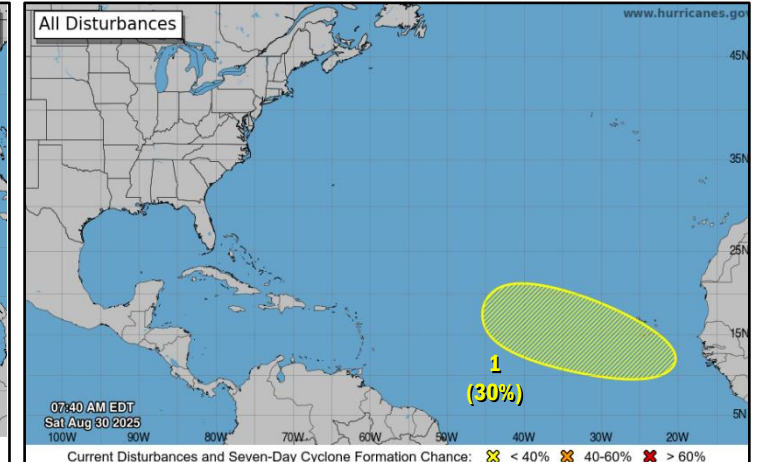 All Disturbances
www.hurricanes.gov
45N
35N
25N
15N
1
(30%)
07:40 AM EDT
Sat Aug 30 2025
5N
100W 90W 80W 70W 60W 50W 40W 30W 20W
Current Disturbances and Seven-Day Cyclone Formation Chance: < 40% 40-60% > 60%